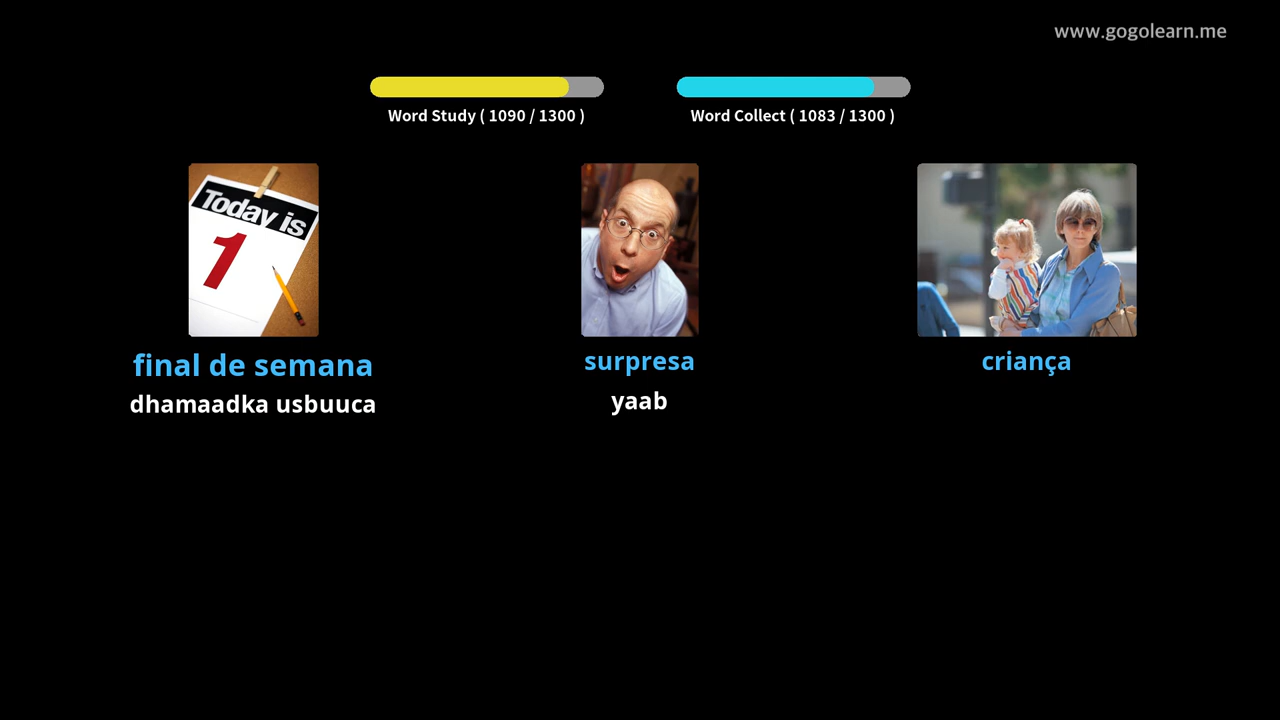 www.gogolearn.me
Word Study ( 1090 / 1300 )
Word Collect ( 1083 / 1300 )
Today is
1
final de semana
dhamaadka usbuuca
surpresa
yaab
criança